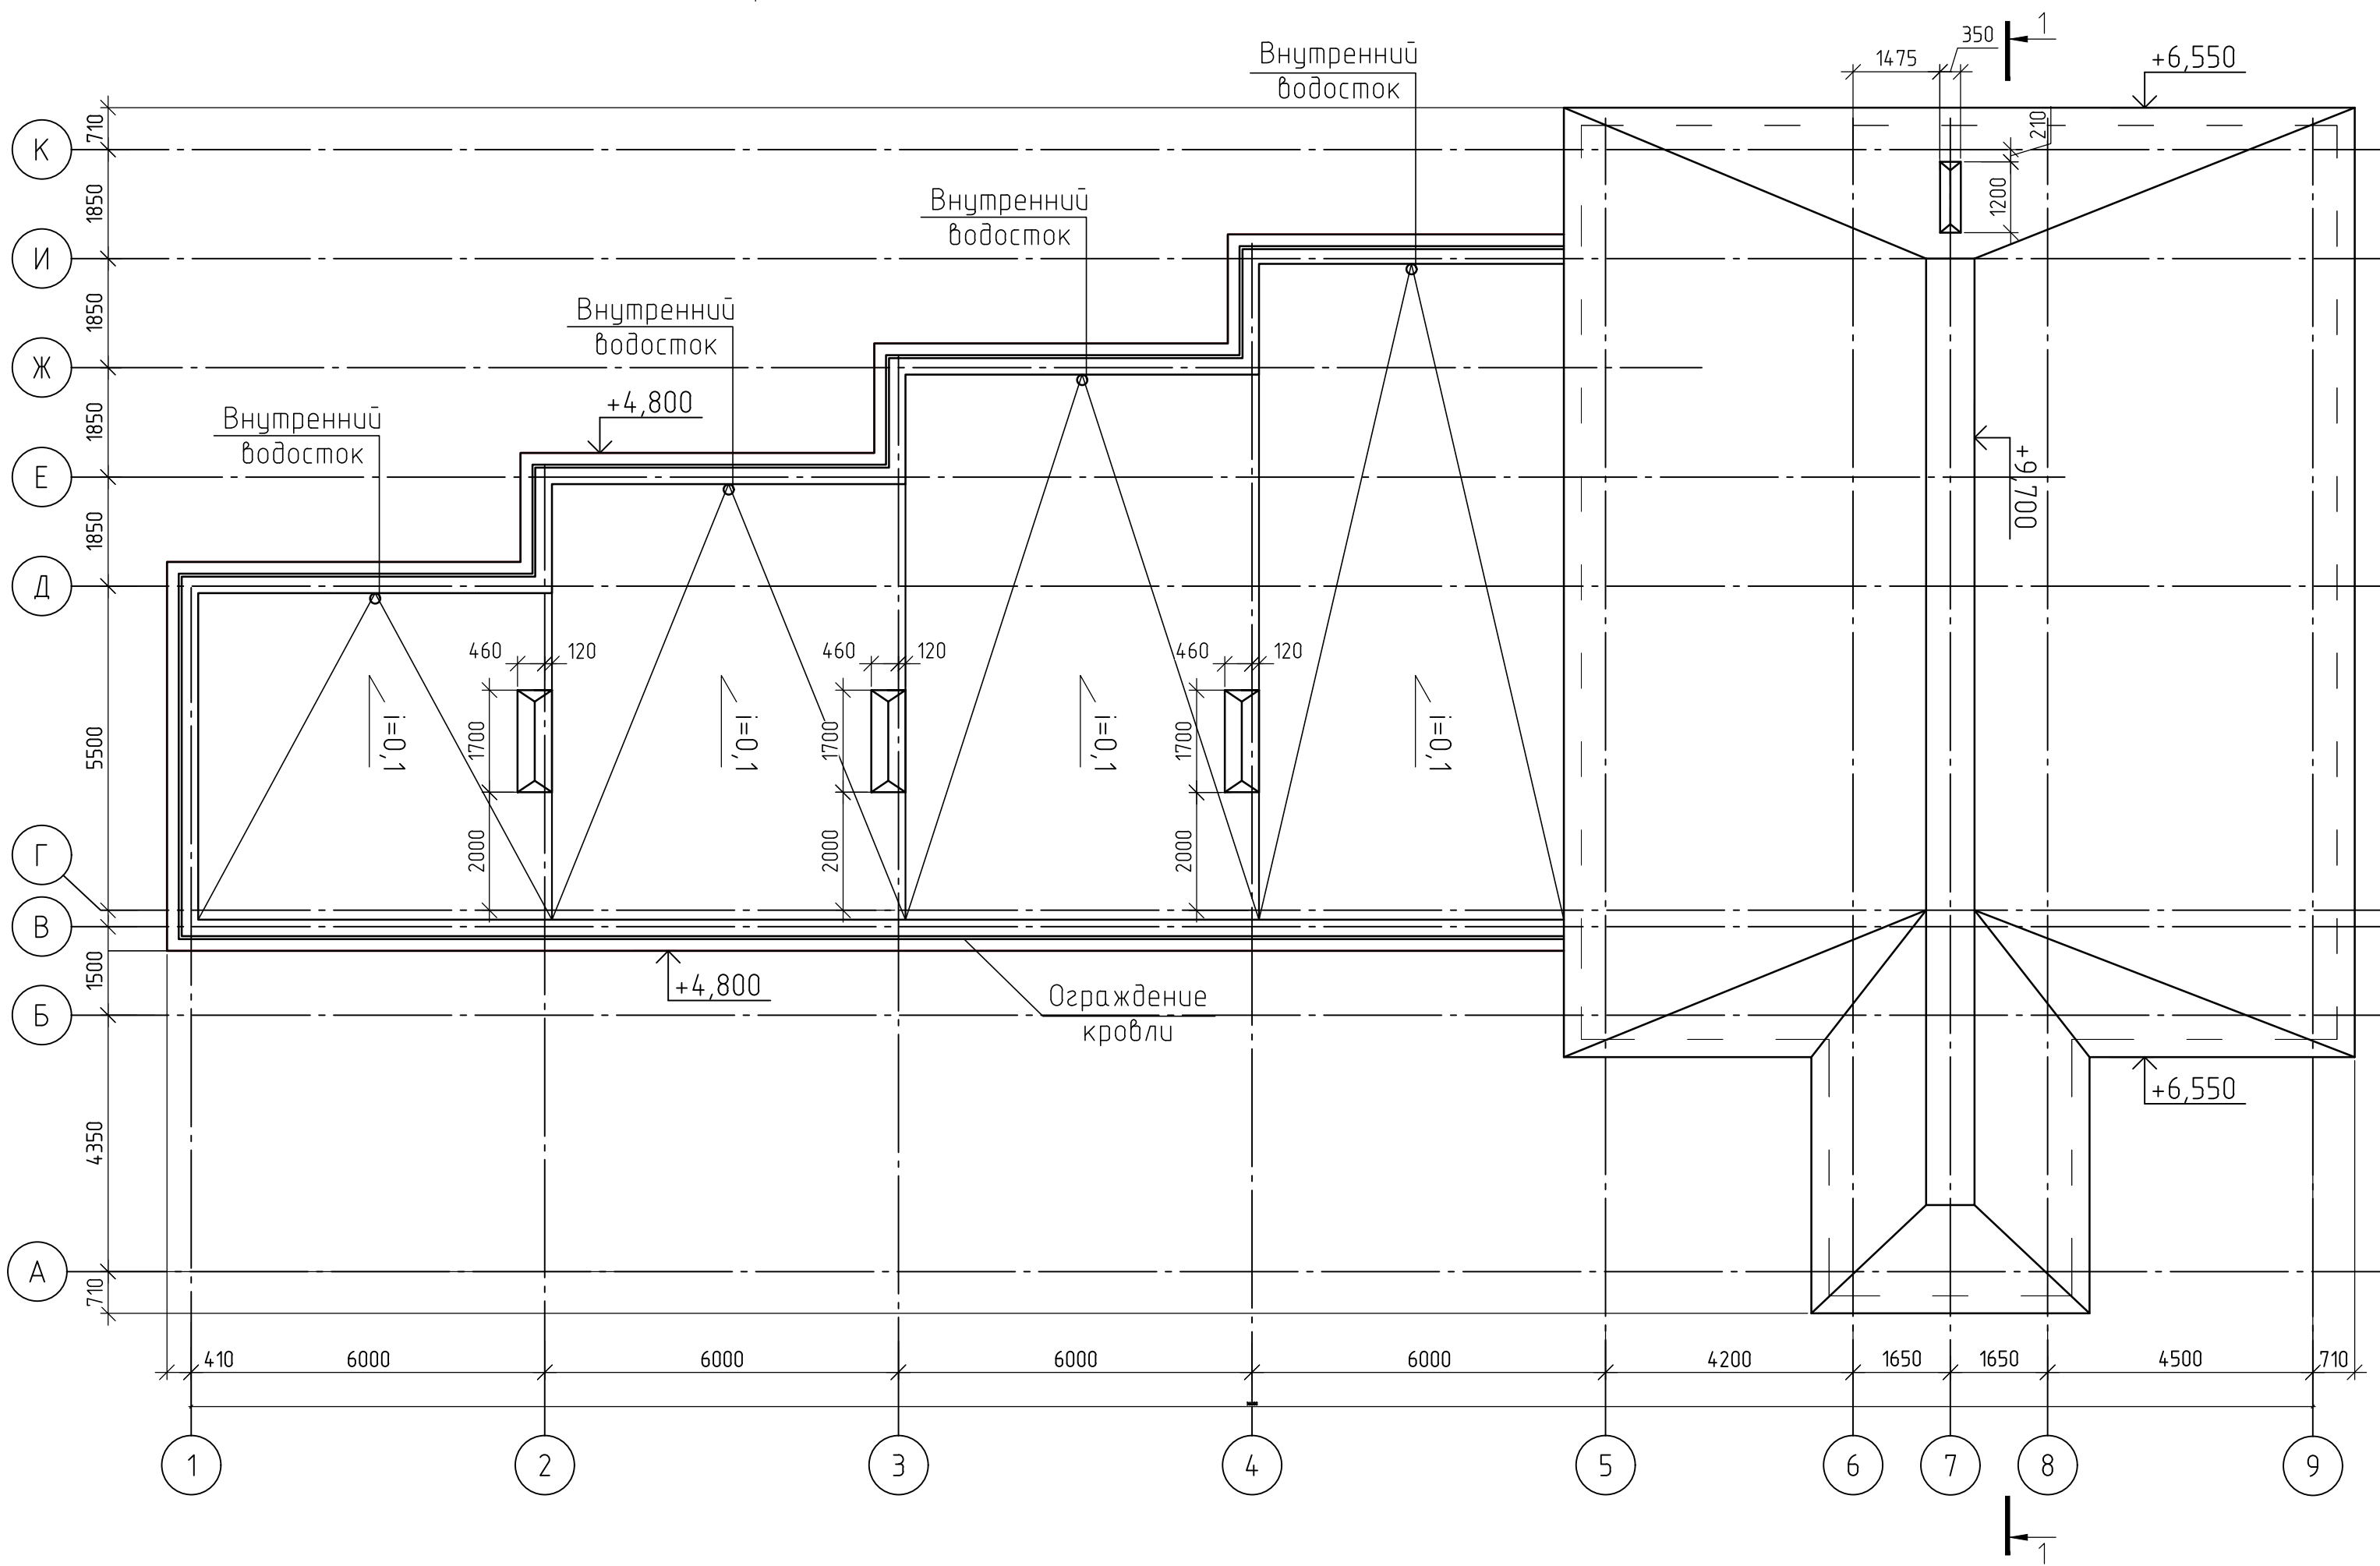 1
350
1475
+6,550
Внутренний
водосток
710
К
210
1850
1200
Внутренний
водосток
И
1850
Внутренний
водосток
Ж
+4,800
1850
Внутренний
водосток
+9,700
Е
1850
Д
460
120
460
120
460
120
5500
1700
i=0,1
i=0,1
1700
i=0,1
1700
i=0,1
2000
2000
2000
Г
В
1500
+4,800
Ограждение
кровли
Б
+6,550
4350
А
710
410
6000
6000
6000
6000
4200
1650
1650
4500
710
1
2
3
4
5
6
7
8
9
1